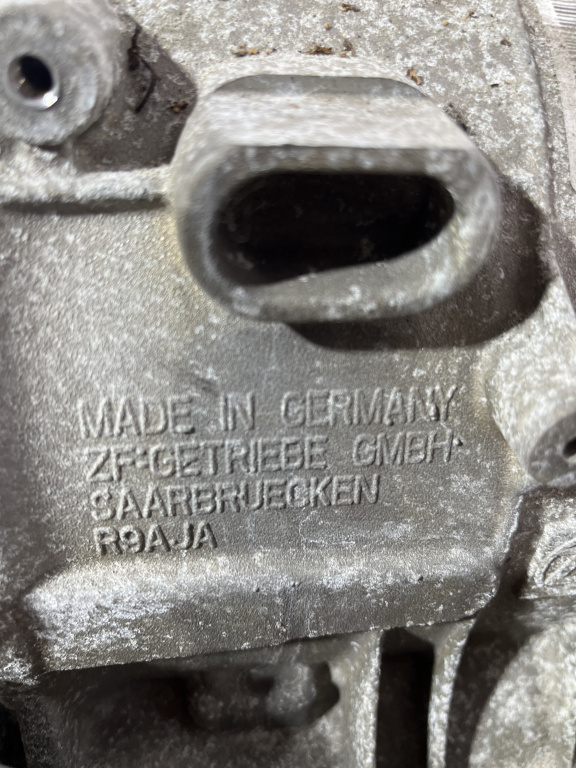 MADE IN GERMANY
ZF-GETRIEBE GMBH
SAARBRUECKEN
R9AJA